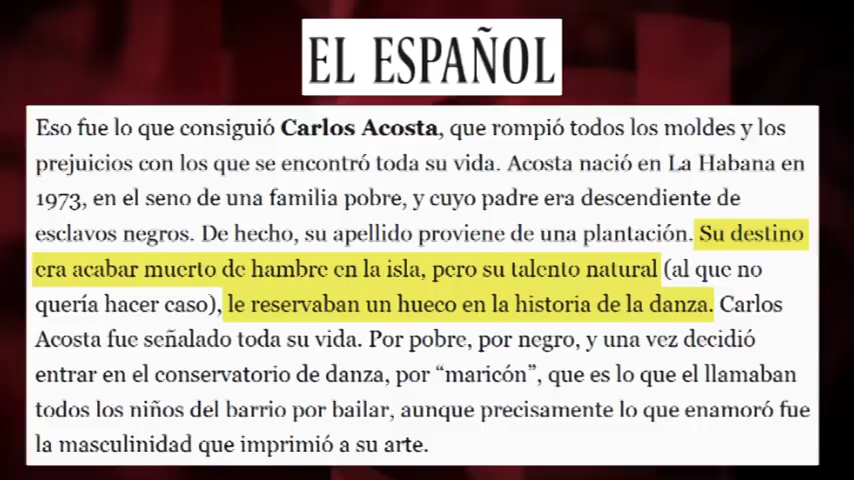 EL ESPAÑOL
Eso fue lo que consiguió Carlos Acosta, que rompió todos los moldes y los
prejuicios con los que se encontró toda su vida. Acosta nació en La Habana en
1973, en el seno de una familia pobre, y cuyo padre era descendiente de
esclavos negros. De hecho, su apellido proviene de una plantación. Su destino
era acabar muerto de hambre en la isla, pero su talento natural (al que no
quería hacer caso), le reservaban un hueco en la historia de la danza. Carlos
Acosta fue señalado toda su vida. Por pobre, por negro, y una vez decidió
entrar en el conservatorio de danza, por “maricón”, que es lo que el llamaban
todos los niños del barrio por bailar, aunque precisamente lo que enamoró fue
la masculinidad que imprimió a su arte.